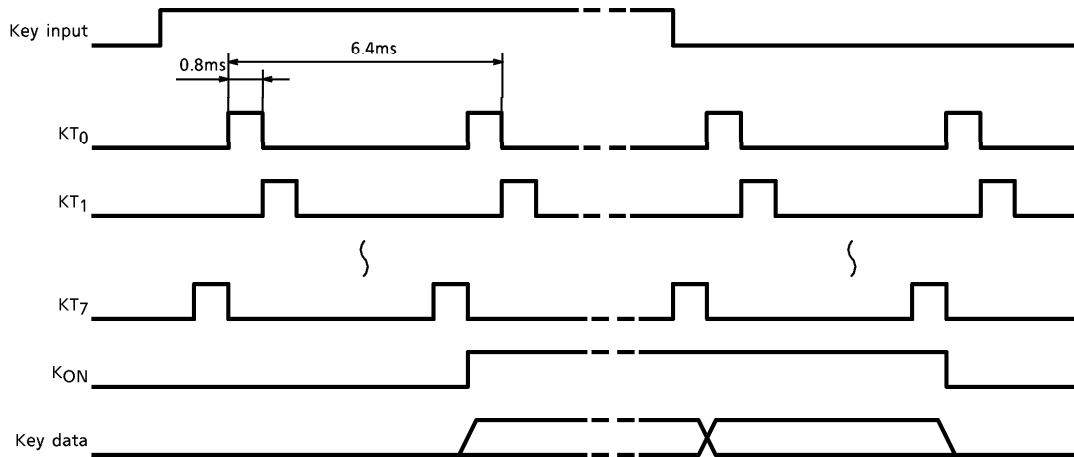 Key input
6.4ms
0.8ms
KT0
KT1
KT7
KON
Key data